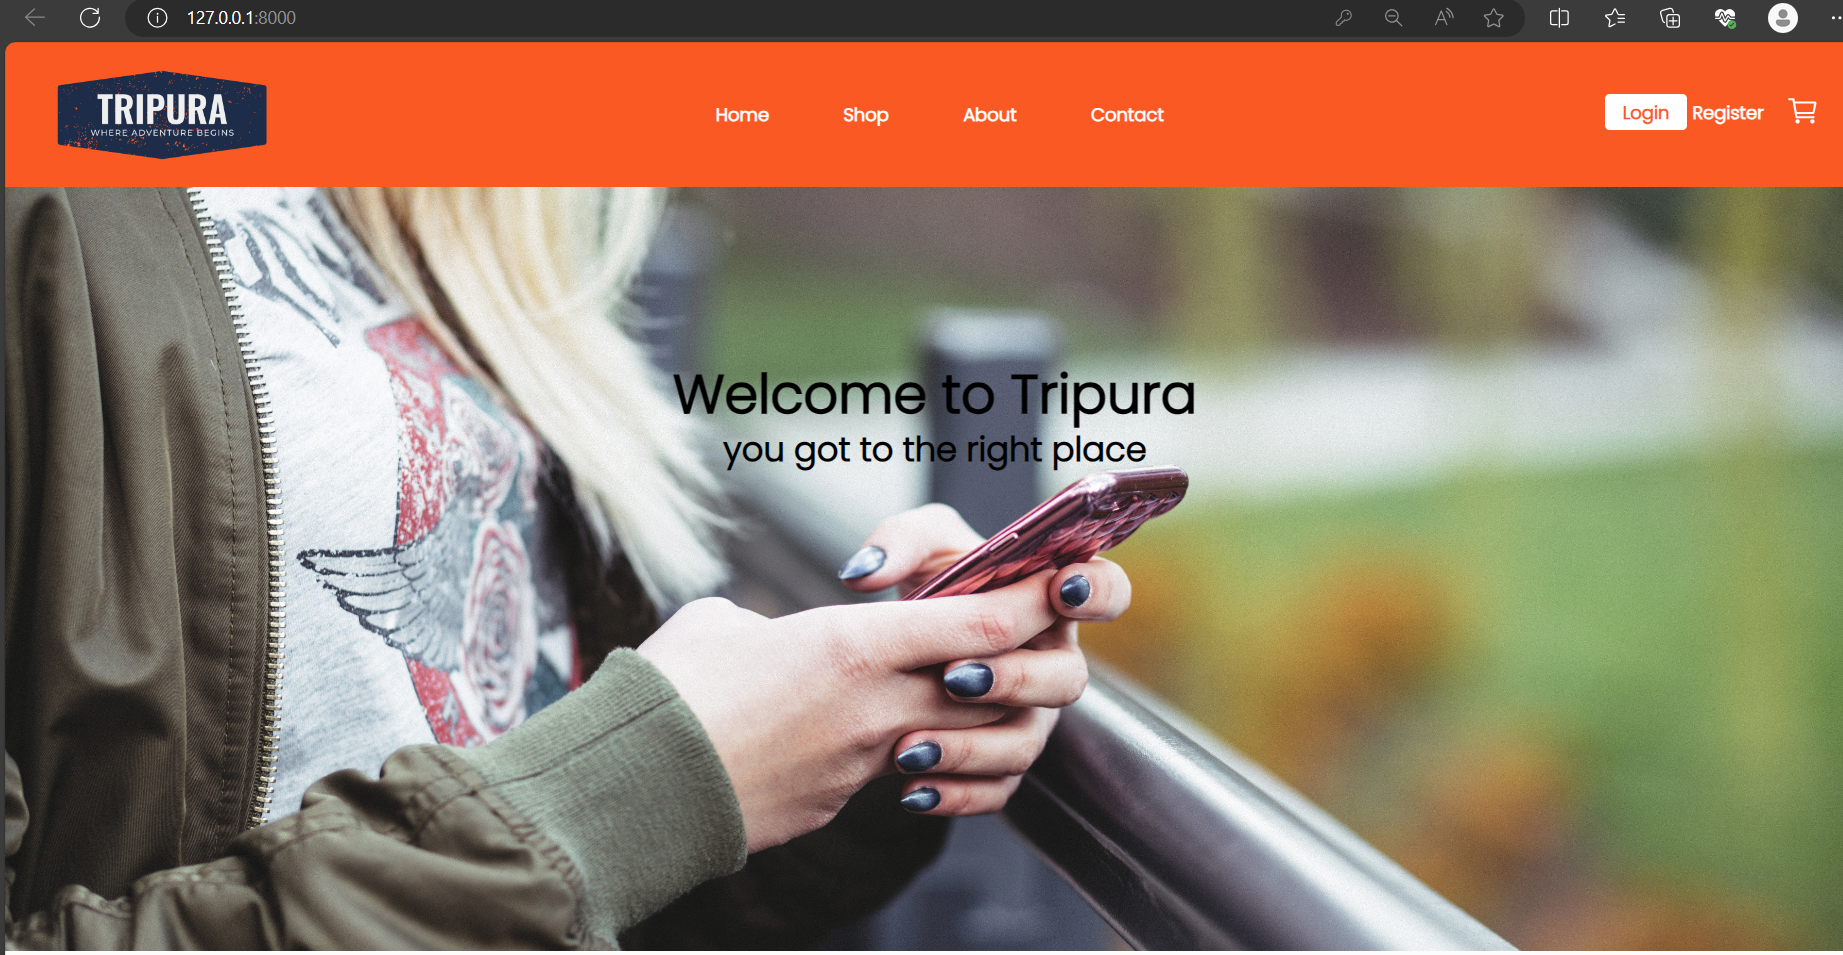 127.0.0.1:8000
TRIPURA
WHERE ADVENTURE BEGINS
Home Shop About Contact
Login Register
Welcome to Tripura
you got to the right place